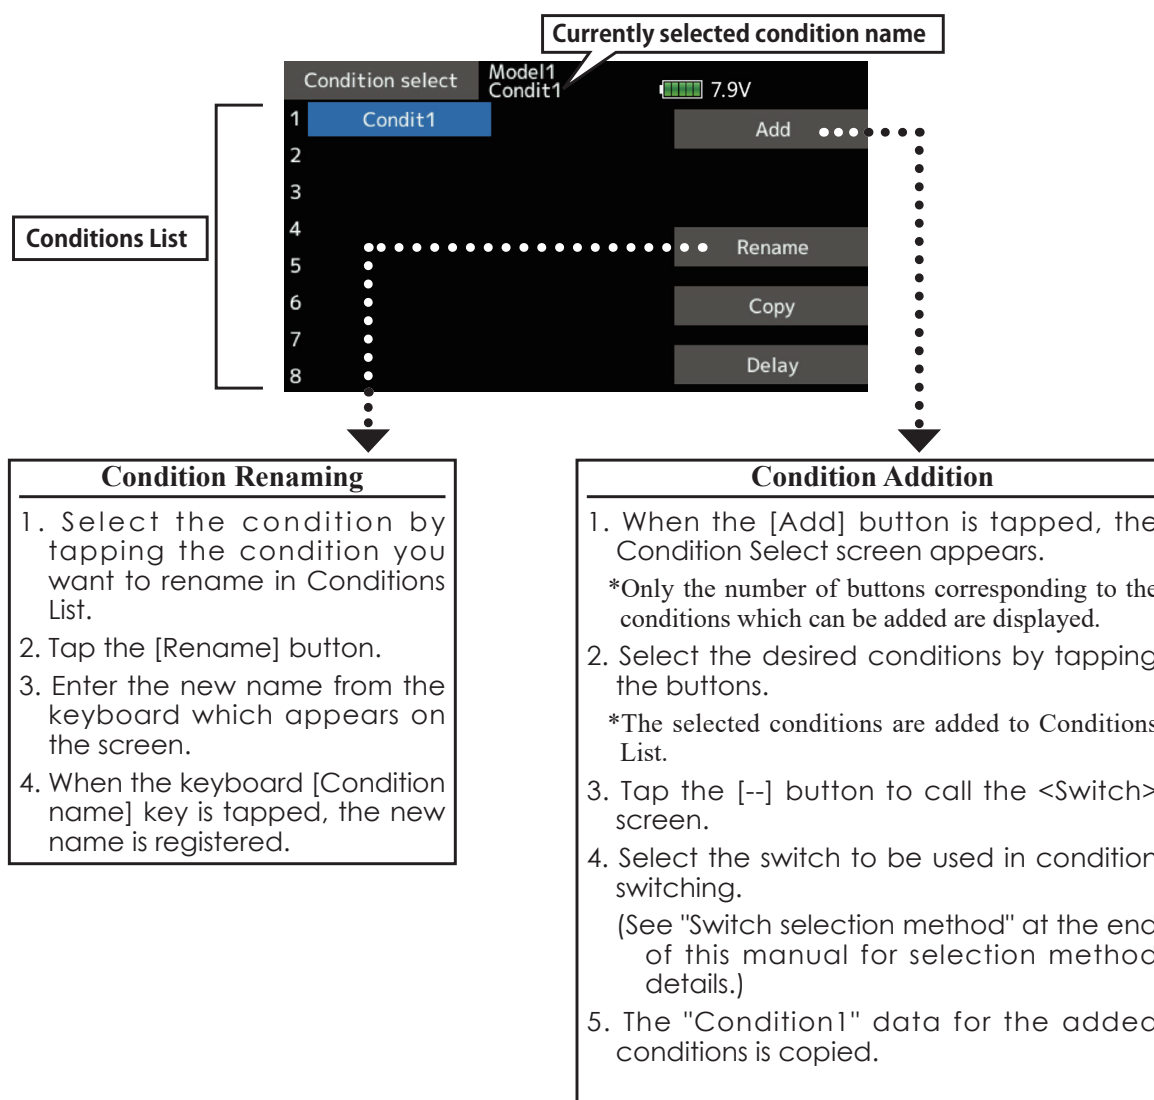 Currently selected condition name
Condition select
Model1
Condit1
7.9V
1
Condit1
Add
2
3
4
Conditions List
Rename
5
6
Copy
7
Delay
8
Condition Renaming
1. Select the condition by
tapping the condition you
want to rename in Conditions
List.
2. Tap the [Rename] button.
3. Enter the new name from the
keyboard which appears on
the screen.
4. When the keyboard [Condition
name] key is tapped, the new
name is registered.
Condition Addition
1. When the [Add] button is tapped, the
Condition Select screen appears.
*Only the number of buttons corresponding to the
conditions which can be added are displayed.
2. Select the desired conditions by tapping
the buttons.
*The selected conditions are added to Conditions
List.
3. Tap the [--] button to call the <Switch>
screen.
4. Select the switch to be used in condition
switching.
(See "Switch selection method" at the end
of this manual for selection method
details.)
5. The "Condition1" data for the added
conditions is copied.